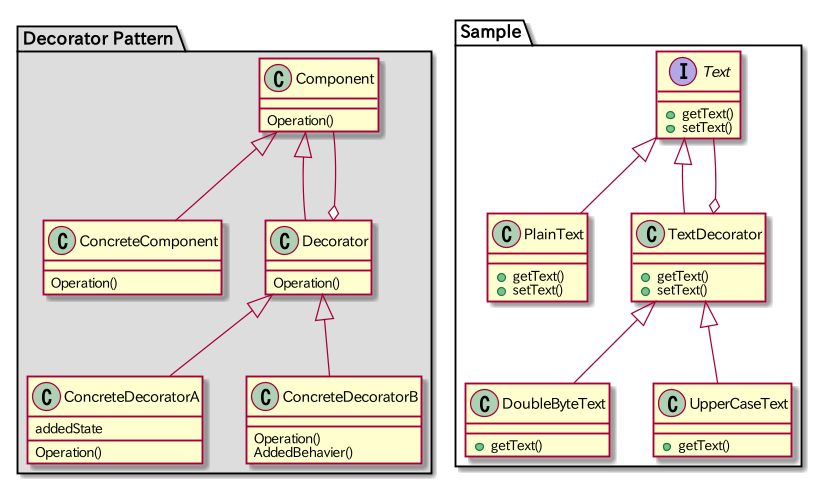 Decorator Pattern
C Component
Operation()
C ConcreteComponent
Operation()
C Decorator
Operation()
C ConcreteDecoratorA
addedState
Operation()
C ConcreteDecoratorB
Operation()
AddedBehavier()
Sample
I Text
getText()
setText()
C PlainText
getText()
setText()
C TextDecorator
getText()
setText()
C DoubleByteText
getText()
C UpperCaseText
getText()